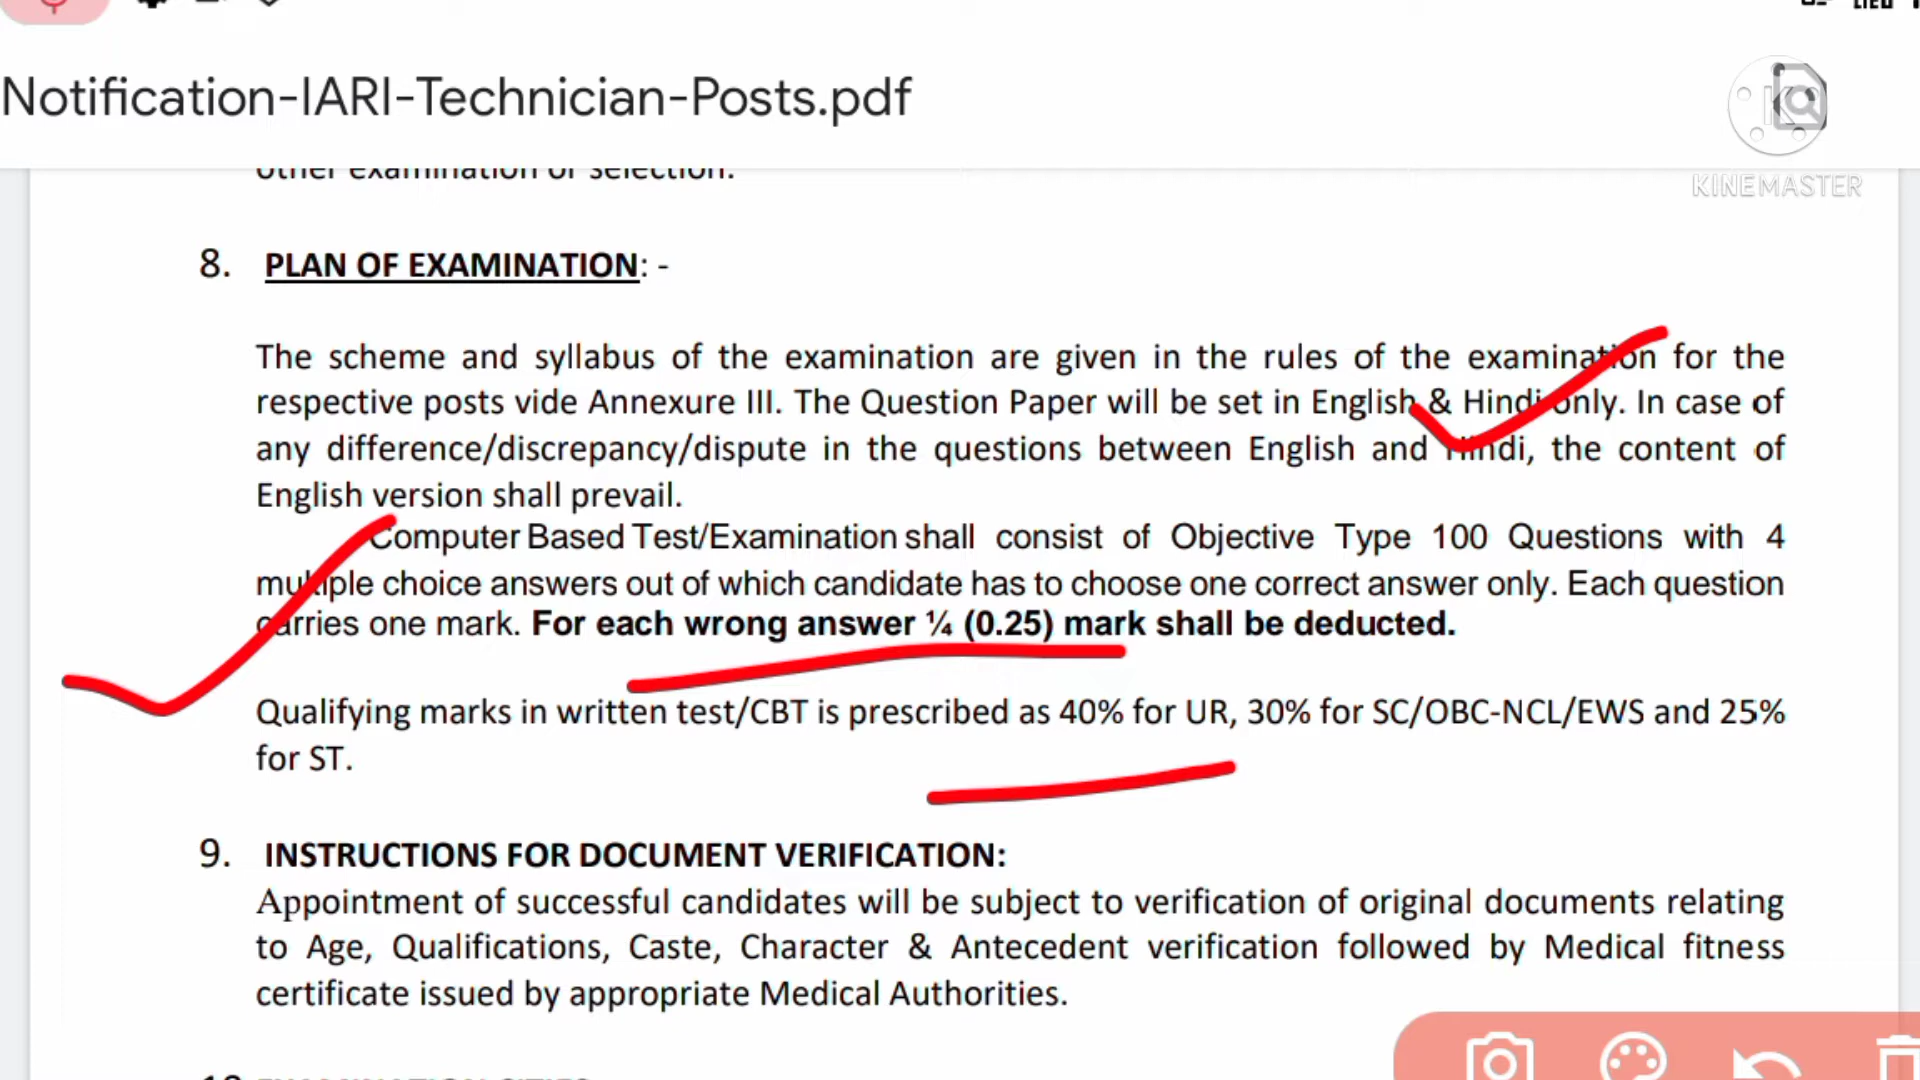 Notification-IARI-Technician-Posts.pdf
KINEMASTER
other examination or selection.
8. PLAN OF EXAMINATION: -
The scheme and syllabus of the examination are given in the rules of the examination for the
respective posts vide Annexure III. The Question Paper will be set in English & Hindi only. In case of
any difference/discrepancy/dispute in the questions between English and Hindi, the content of
English version shall prevail.
Computer Based Test/Examination shall consist of Objective Type 100 Questions with 4
multiple choice answers out of which candidate has to choose one correct answer only. Each question
carries one mark. For each wrong answer ¼ (0.25) mark shall be deducted.
Qualifying marks in written test/CBT is prescribed as 40% for UR, 30% for SC/OBC-NCL/EWS and 25%
for ST.
9. INSTRUCTIONS FOR DOCUMENT VERIFICATION:
Appointment of successful candidates will be subject to verification of original documents relating
to Age, Qualifications, Caste, Character & Antecedent verification followed by Medical fitness
certificate issued by appropriate Medical Authorities.